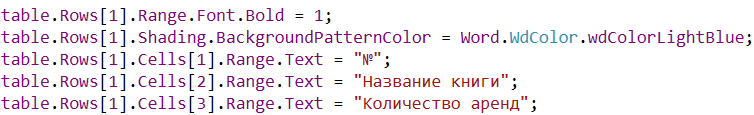 table.Rows[1].Range.Font.Bold = 1;
table.Rows[1].Shading.BackgroundPatternColor = Word.WdColor.wdColorLightBlue;
table.Rows[1].Cells[1].Range.Text = "№";
table.Rows[1].Cells[2].Range.Text = "Название книги";
table.Rows[1].Cells[3].Range.Text = "Количество аренд";